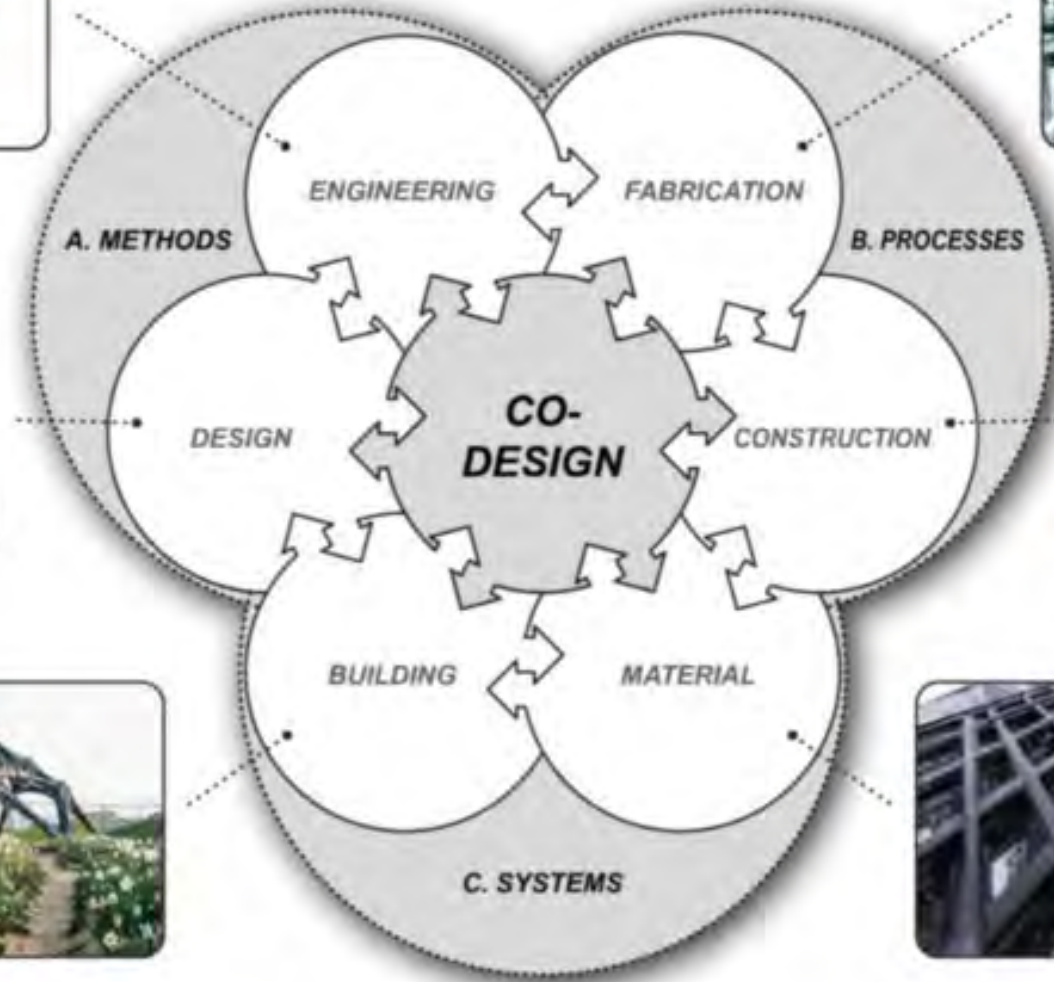 ENGINEERING
FABRICATION
A. METHODS
B. PROCESSES
CO-
DESIGN
DESIGN
CONSTRUCTION
BUILDING
MATERIAL
C. SYSTEMS